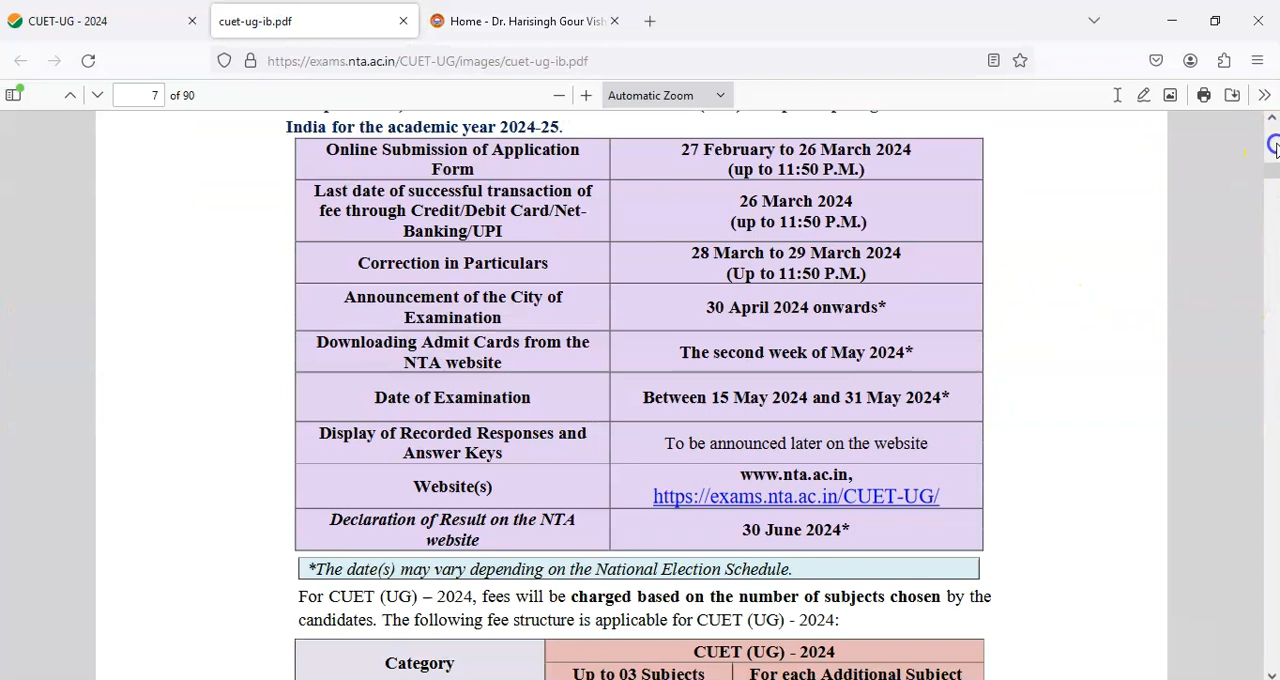 CUET-UG - 2024
cuet-ug-ib.pdf
Home - Dr. Harisingh Gour Vish
https://exams.nta.ac.in/CUET-UG/images/cuet-ug-ib.pdf
7 of 90
Automatic Zoom
India for the academic year 2024-25.
Online Submission of Application
Form
27 February to 26 March 2024
(up to 11:50 P.M.)
Last date of successful transaction of
fee through Credit/Debit Card/Net-
Banking/UPI
26 March 2024
(up to 11:50 P.M.)
Correction in Particulars
28 March to 29 March 2024
(Up to 11:50 P.M.)
Announcement of the City of
Examination
30 April 2024 onwards*
Downloading Admit Cards from the
NTA website
The second week of May 2024*
Date of Examination
Between 15 May 2024 and 31 May 2024*
Display of Recorded Responses and
Answer Keys
To be announced later on the website
Website(s)
www.nta.ac.in,
https://exams.nta.ac.in/CUET-UG/
Declaration of Result on the NTA
website
30 June 2024*
*The date(s) may vary depending on the National Election Schedule.
For CUET (UG) – 2024, fees will be charged based on the number of subjects chosen by the
candidates. The following fee structure is applicable for CUET (UG) - 2024:
Category
CUET (UG) - 2024
Up to 03 Subjects
For each Additional Subject